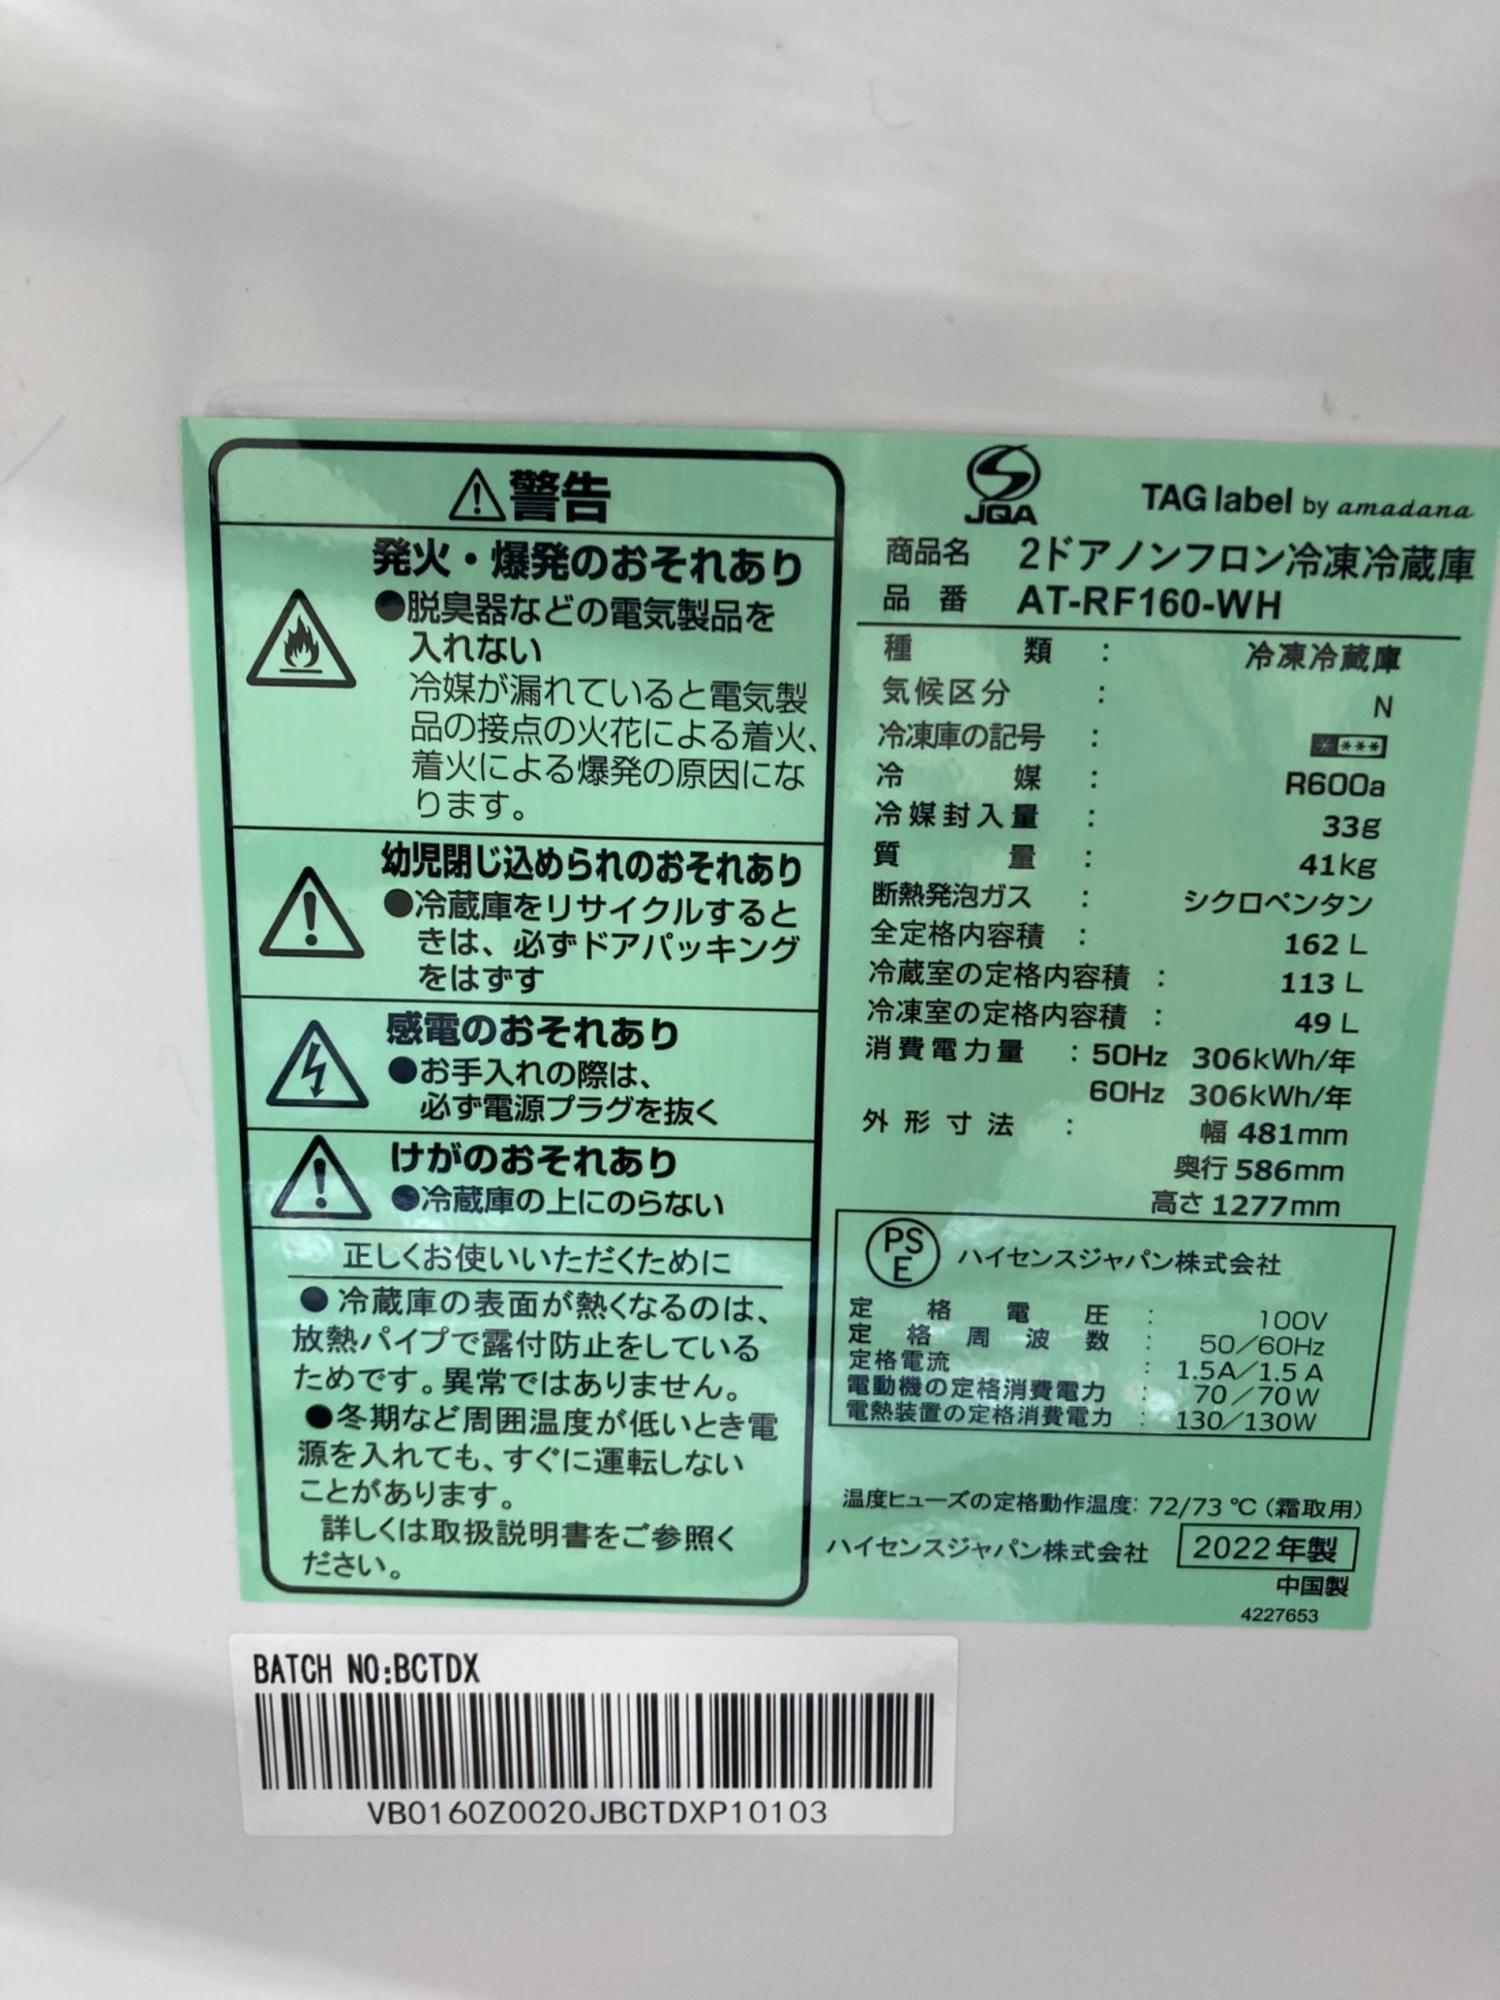 警告
発火・爆発のおそれあり
●脱臭器などの電気製品を
入れない
冷媒が漏れていると電気製
品の接点の火花による着火、
着火による爆発の原因にな
ります。
幼児閉じ込められのおそれあり
●冷蔵庫をリサイクルすると
きは、必ずドアパッキング
をはずす
感電のおそれあり
●お手入れの際は、
必ず電源プラグを抜く
けがのおそれあり
●冷蔵庫の上にのらない
正しくお使いいただくために
●冷蔵庫の表面が熱くなるのは、
放熱パイプで露付防止をしている
ためです。異常ではありません。
●冬期など周囲温度が低いとき電
源を入れても、すぐに運転しない
ことがあります。
詳しくは取扱説明書をご参照く
ださい。
JQA
TAG label by amadana
商品名 2ドアノンフロン冷凍冷蔵庫
品番 AT-RF160-WH
種類 : 冷凍冷蔵庫
気候区分 : N
冷凍庫の記号 : ****
冷媒 : R600a
冷媒封入量 : 33g
質量 : 41kg
断熱発泡ガス : シクロペンタン
全定格内容積 : 162 L
冷蔵室の定格内容積 : 113 L
冷凍室の定格内容積 : 49 L
消費電力量 : 50Hz 306kWh/年
60Hz 306kWh/年
外形寸法 : 幅 481mm
奥行 586mm
高さ 1277mm
PSE ハイセンスジャパン株式会社
定格電圧 : 100V
定格周波数 : 50/60Hz
定格電流 : 1.5A/1.5A
電動機の定格消費電力 : 70/70W
電熱装置の定格消費電力 : 130/130W
温度ヒューズの定格動作温度: 72/73 ℃ (霜取用)
ハイセンスジャパン株式会社 2022年製
中国製
4227653
BATCH NO:BCTDX
VB0160Z0020JBCTDXP10103